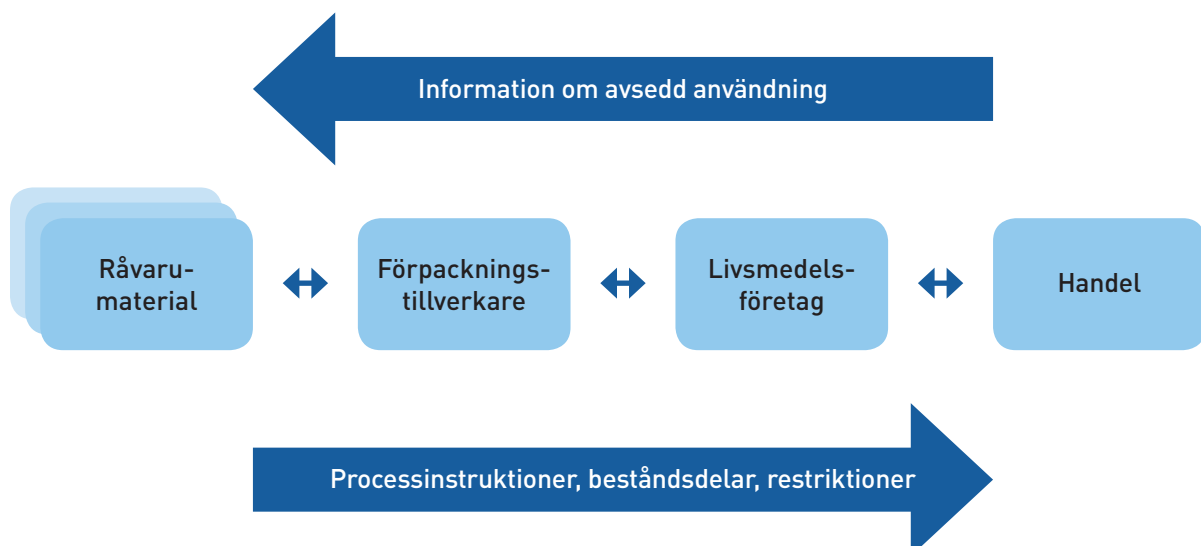 Information om avsedd användning
Råvaru-
material
Förpacknings-
tillverkare
Livsmedels-
företag
Handel
Processinstruktioner, beståndsdelar, restriktioner